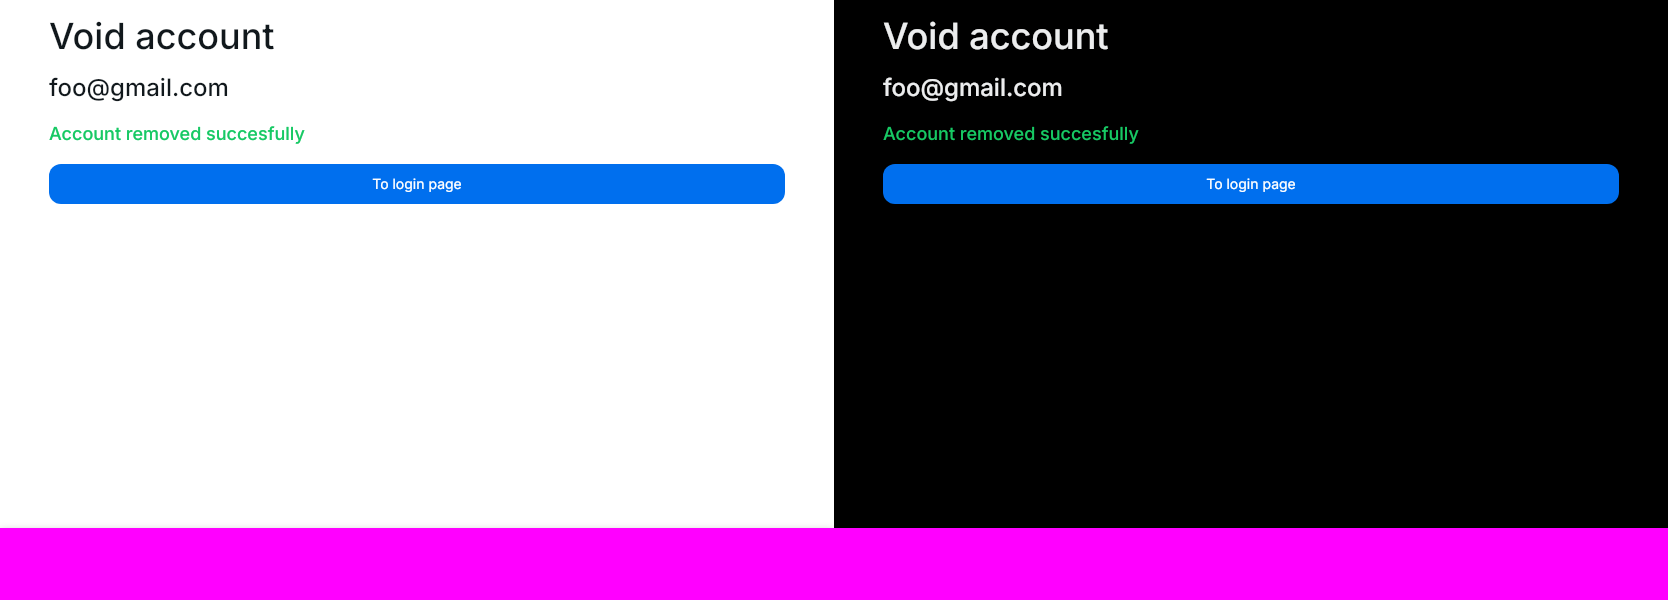 Void account
foo@gmail.com
Account removed succesfully
To login page
Void account
foo@gmail.com
Account removed succesfully
To login page